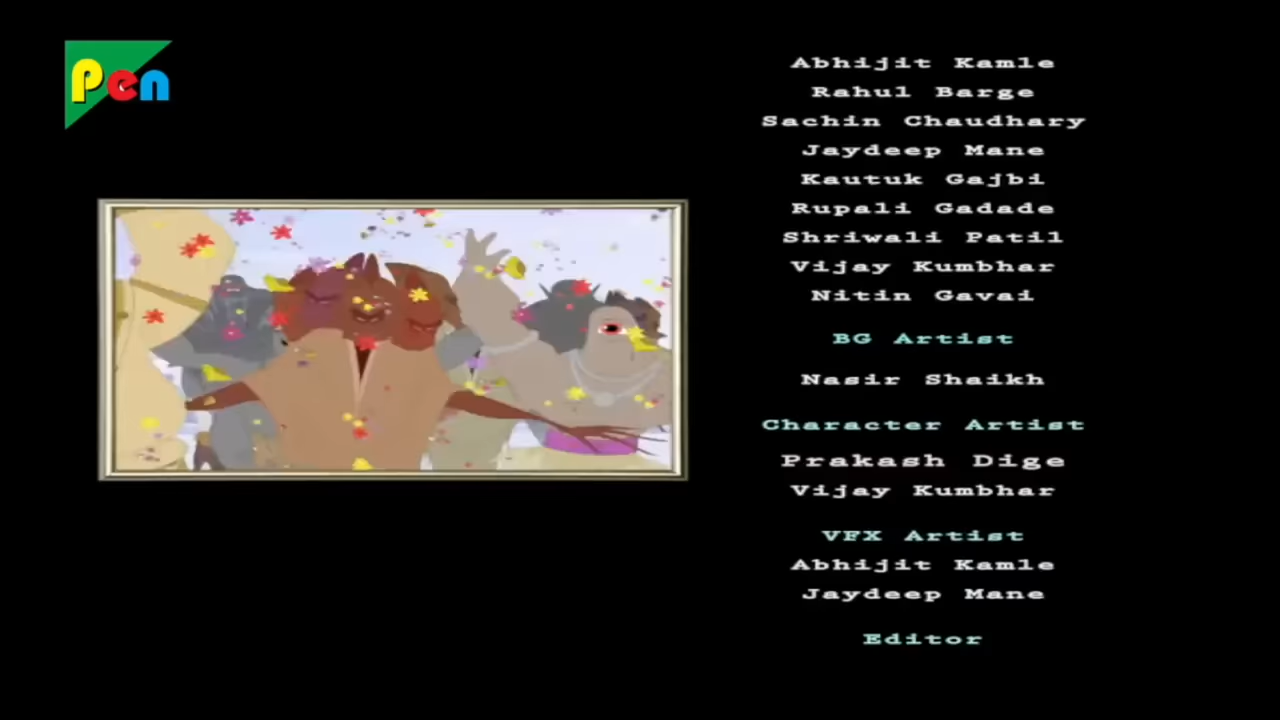 Pen
Abhijit Kamle
Rahul Barge
Sachin Chaudhary
Jaydeep Mane
Kautuk Gajbi
Rupali Gadade
Shriwali Patil
Vijay Kumbhar
Nitin Gavai
BG Artist
Nasir Shaikh
Character Artist
Prakash Dige
Vijay Kumbhar
VFX Artist
Abhijit Kamle
Jaydeep Mane
Editor